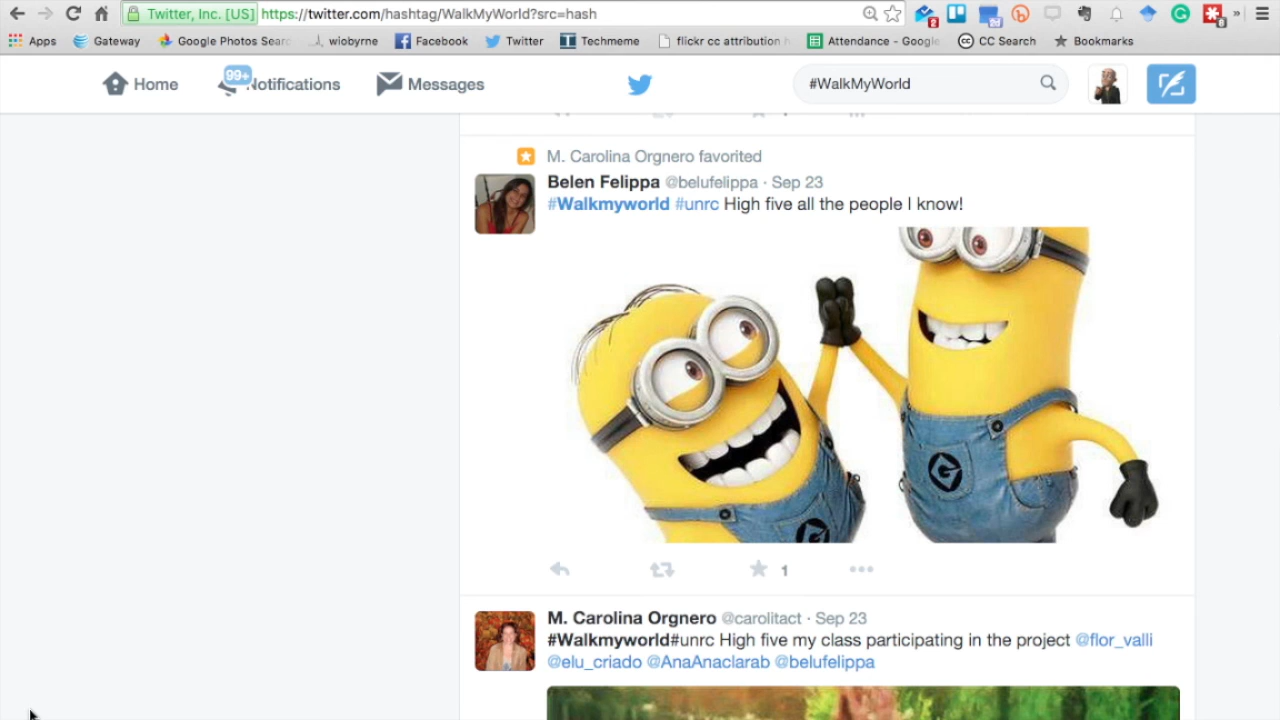 Twitter, Inc. [US] https://twitter.com/hashtag/WalkMyWorld?src=hash
Apps Gateway Google Photos Sear wiobyrne Facebook Twitter Techmeme flickr cc attribution Attendance - Google CC Search Bookmarks
Home 99+ Notifications Messages #WalkMyWorld
M. Carolina Orgnero favorited
Belen Felippa @belufelippa · Sep 23
#Walkmyworld #unrc High five all the people I know!
1
M. Carolina Orgnero @carolitact · Sep 23
#Walkmyworld#unrc High five my class participating in the project @flor_valli
@elu_criado @AnaAnaclarab @belufelippa